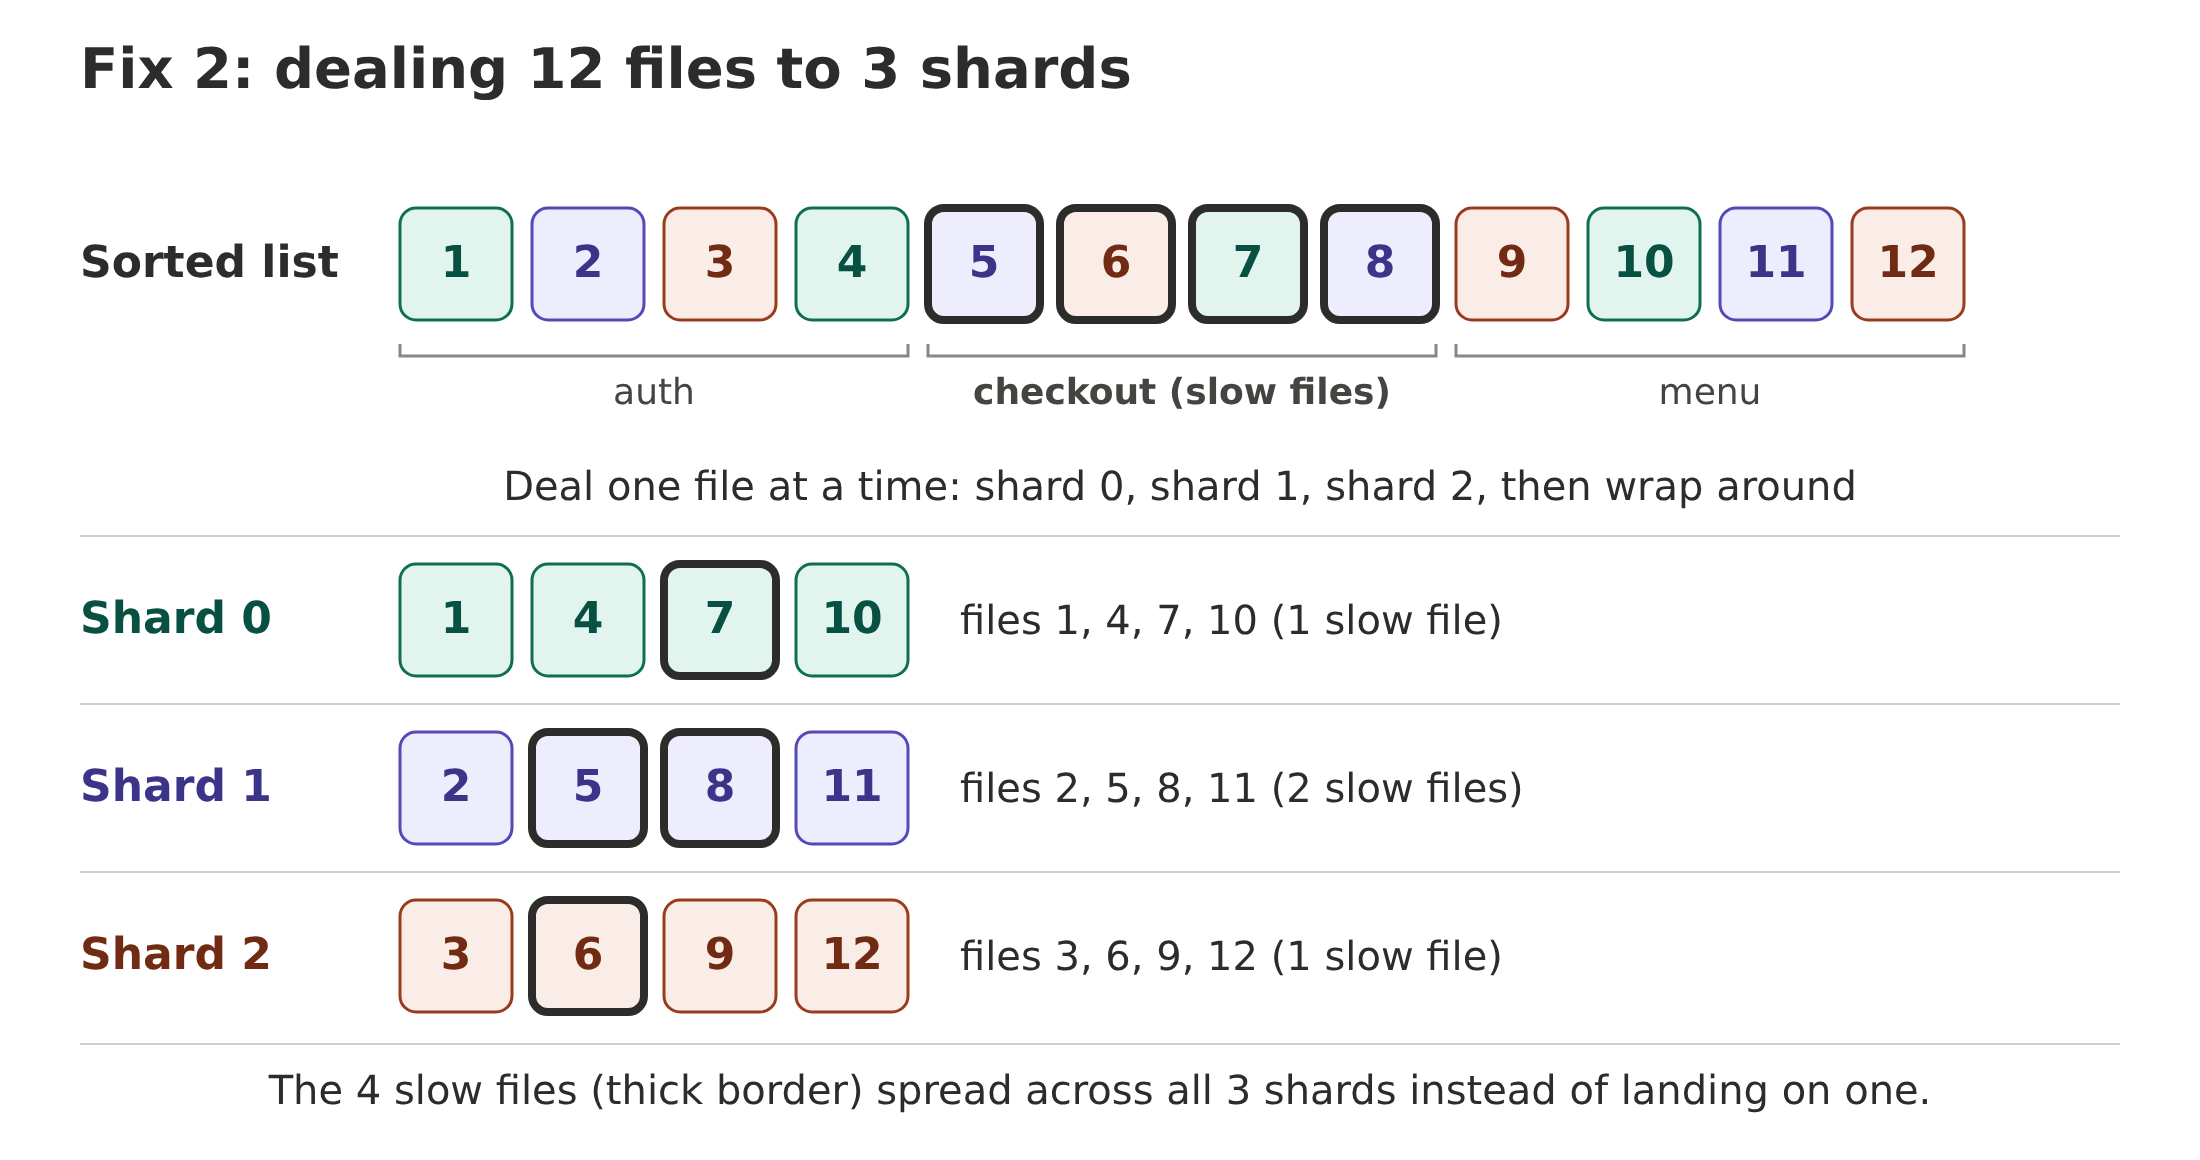 Fix 2: dealing 12 files to 3 shards
Sorted list 1 2 3 4 5 6 7 8 9 10 11 12
auth checkout (slow files) menu
Deal one file at a time: shard 0, shard 1, shard 2, then wrap around
Shard 0 1 4 7 10 files 1, 4, 7, 10 (1 slow file)
Shard 1 2 5 8 11 files 2, 5, 8, 11 (2 slow files)
Shard 2 3 6 9 12 files 3, 6, 9, 12 (1 slow file)
The 4 slow files (thick border) spread across all 3 shards instead of landing on one.